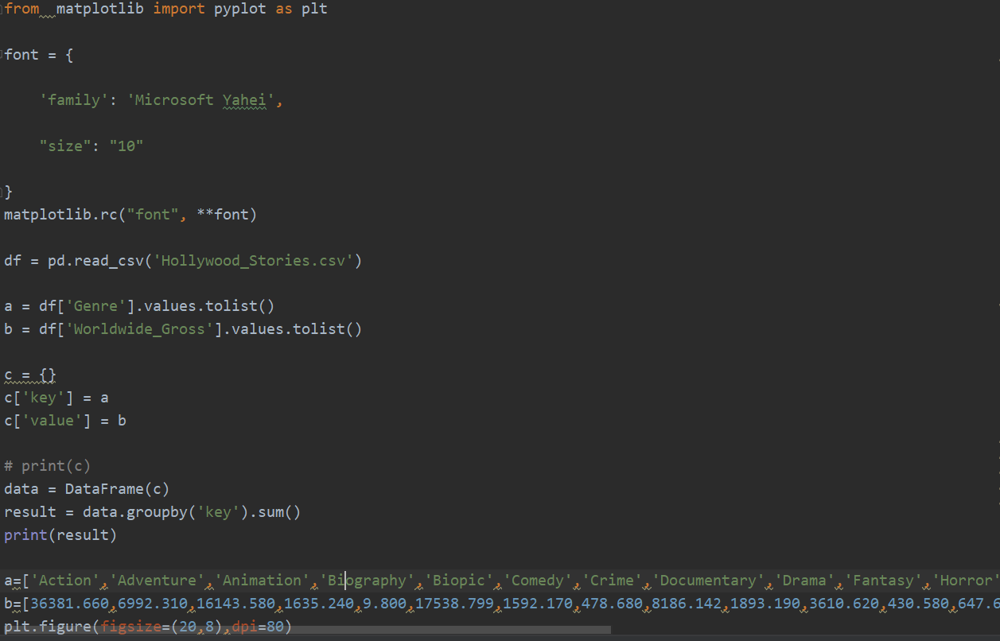 from  matplotlib import pyplot as plt
font = {
    'family': 'Microsoft Yahei',
    "size": "10"
}
matplotlib.rc("font", **font)
df = pd.read_csv('Hollywood_Stories.csv')
a = df['Genre'].values.tolist()
b = df['Worldwide_Gross'].values.tolist()
c = {}
c['key'] = a
c['value'] = b
# print(c)
data = DataFrame(c)
result = data.groupby('key').sum()
print(result)
a=['Action','Adventure','Animation','Biography','Biopic','Comedy','Crime','Documentary','Drama','Fantasy','Horror'
b=[36381.660,6992.310,16143.580,1635.240,9.800,17538.799,1592.170,478.680,8186.142,1893.190,3610.620,430.580,647.6
plt.figure(figsize=(20,8),dpi=80)